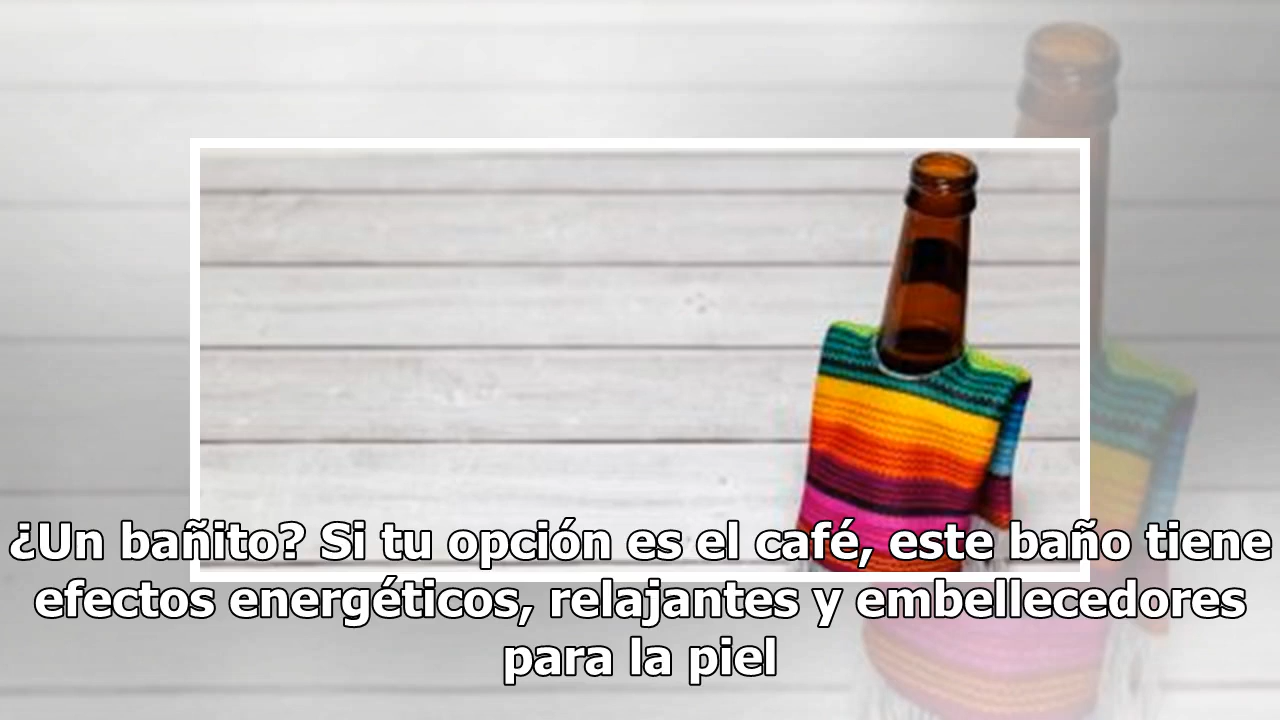 ¿Un bañito? Si tu opción es el café, este baño tiene
efectos energéticos, relajantes y embellecedores
para la piel